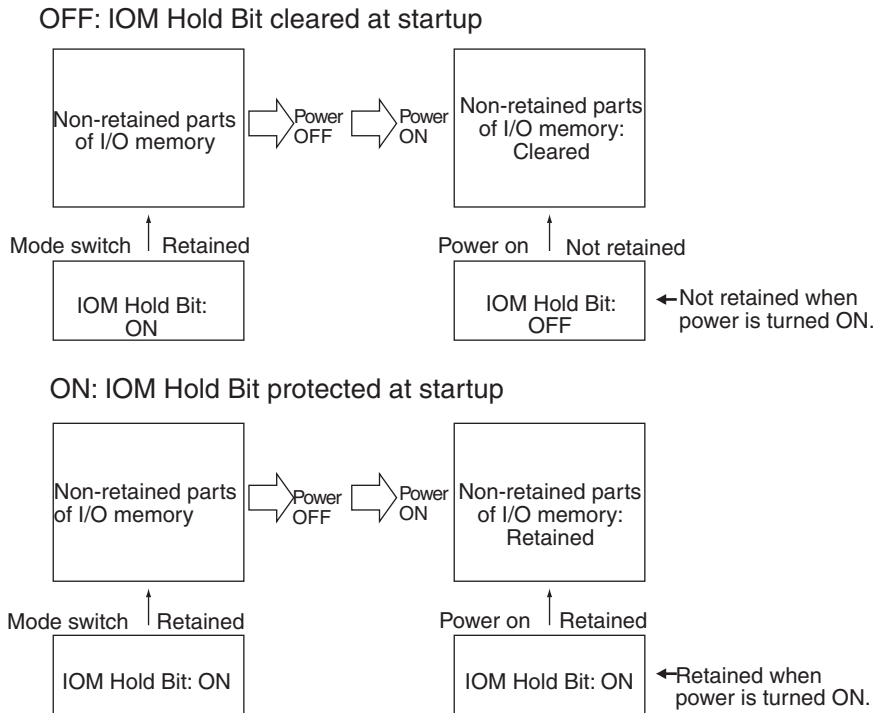 OFF: IOM Hold Bit cleared at startup
Non-retained parts
of I/O memory
Power
OFF
Power
ON
Non-retained parts
of I/O memory:
Cleared
Mode switch
Retained
Power on
Not retained
IOM Hold Bit:
ON
IOM Hold Bit:
OFF
Not retained when
power is turned ON.
ON: IOM Hold Bit protected at startup
Non-retained parts
of I/O memory
Power
OFF
Power
ON
Non-retained parts
of I/O memory:
Retained
Mode switch
Retained
Power on
Retained
IOM Hold Bit: ON
IOM Hold Bit: ON
Retained when
power is turned ON.